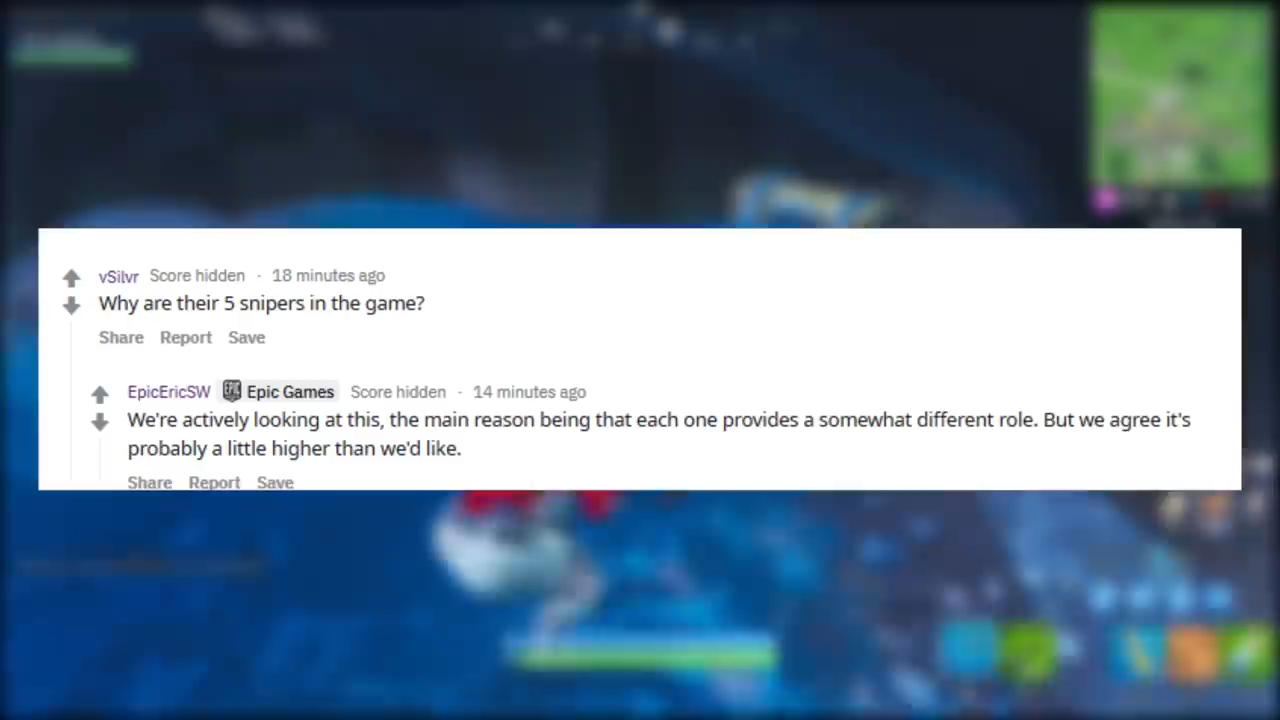 vSilvr Score hidden · 18 minutes ago
Why are their 5 snipers in the game?
Share Report Save
EpicEricSW EPIC Epic Games Score hidden · 14 minutes ago
We're actively looking at this, the main reason being that each one provides a somewhat different role. But we agree it's
probably a little higher than we'd like.
Share Report Save